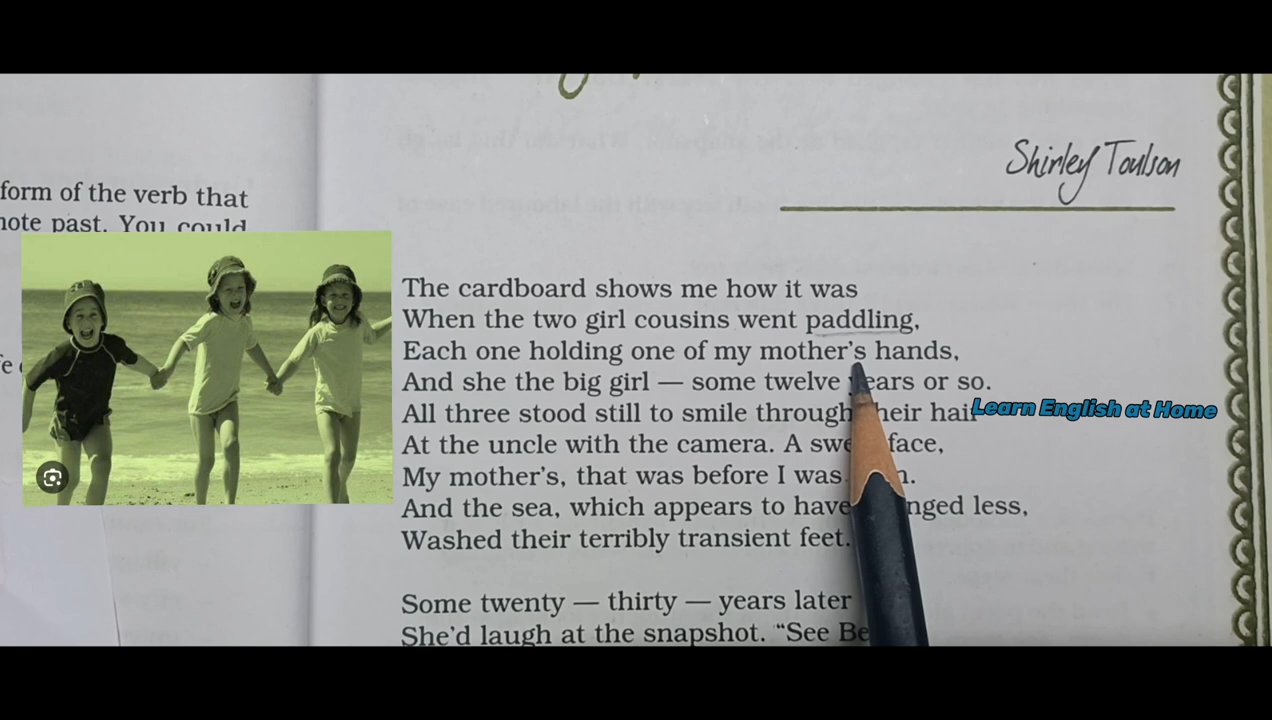 Shirley Toulson
form of the verb that
note past. You could
The cardboard shows me how it was
When the two girl cousins went paddling,
Each one holding one of my mother's hands,
And she the big girl — some twelve years or so.
All three stood still to smile through their hair
At the uncle with the camera. A sweet face,
My mother's, that was before I was
And the sea, which appears to have changed less,
Washed their terribly transient feet.
Some twenty — thirty — years later
She'd laugh at the snapshot. “See Be
Learn English at Home